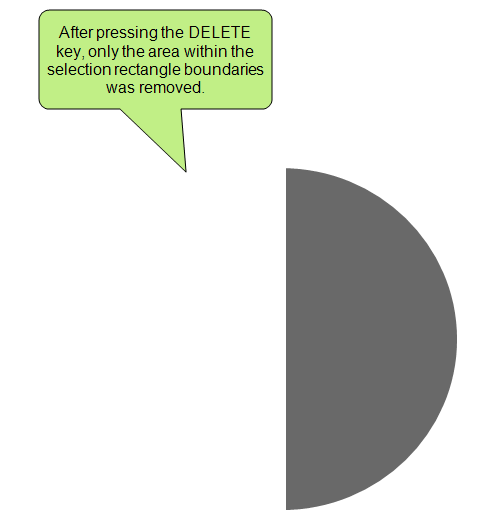 After pressing the DELETE
key, only the area within the
selection rectangle boundaries
was removed.